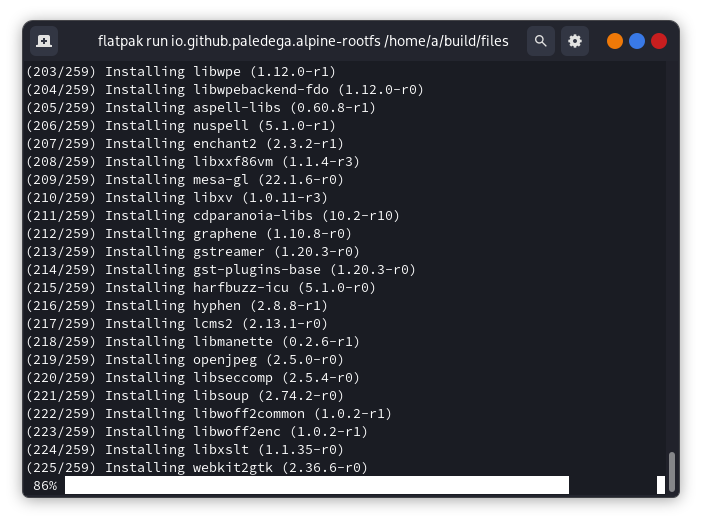 flatpak run io.github.paledega.alpine-rootfs /home/a/build/files
(203/259) Installing libwpe (1.12.0-r1)
(204/259) Installing libwpebackend-fdo (1.12.0-r0)
(205/259) Installing aspell-libs (0.60.8-r1)
(206/259) Installing nuspell (5.1.0-r1)
(207/259) Installing enchant2 (2.3.2-r1)
(208/259) Installing libxxf86vm (1.1.4-r3)
(209/259) Installing mesa-gl (22.1.6-r0)
(210/259) Installing libxv (1.0.11-r3)
(211/259) Installing cdparanoia-libs (10.2-r10)
(212/259) Installing graphene (1.10.8-r0)
(213/259) Installing gstreamer (1.20.3-r0)
(214/259) Installing gst-plugins-base (1.20.3-r0)
(215/259) Installing harfbuzz-icu (5.1.0-r0)
(216/259) Installing hyphen (2.8.8-r1)
(217/259) Installing lcms2 (2.13.1-r0)
(218/259) Installing libmanette (0.2.6-r1)
(219/259) Installing openjpeg (2.5.0-r0)
(220/259) Installing libseccomp (2.5.4-r0)
(221/259) Installing libsoup (2.74.2-r0)
(222/259) Installing libwoff2common (1.0.2-r1)
(223/259) Installing libwoff2enc (1.0.2-r1)
(224/259) Installing libxslt (1.1.35-r0)
(225/259) Installing webkit2gtk (2.36.6-r0)
86%